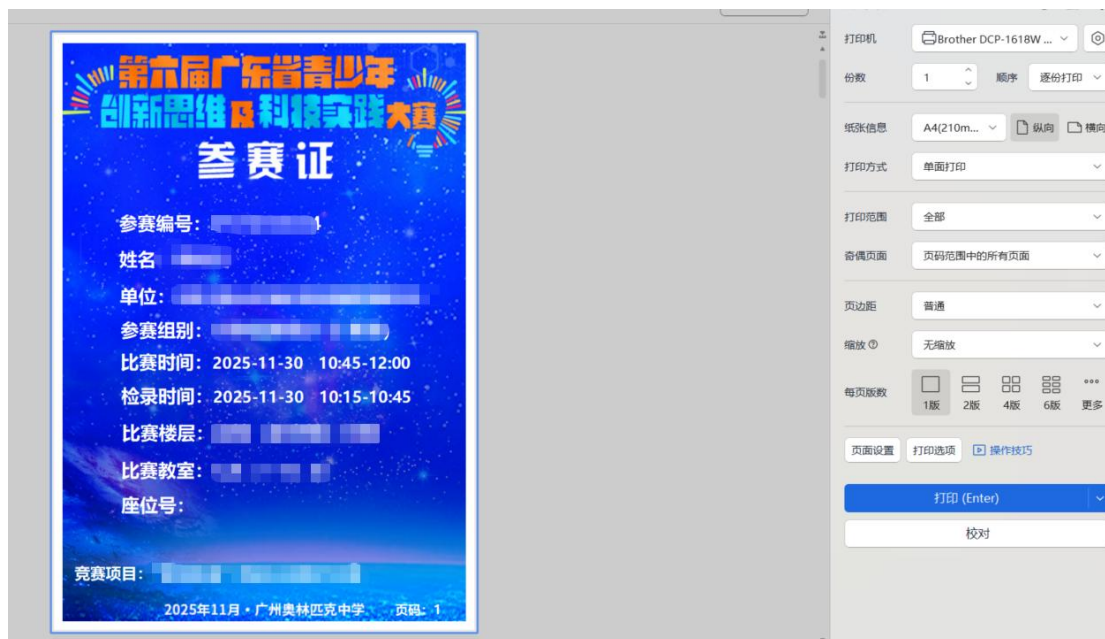 第六届广东省青少年
创新思维及科技实践大赛
参赛证
参赛编号：
姓名
单位：
参赛组别：
比赛时间：2025-11-30 10:45-12:00
检录时间：2025-11-30 10:15-10:45
比赛楼层：
比赛教室：
座位号：
竞赛项目：
2025年11月·广州奥林匹克中学 页码：1
打印机 Brother DCP-1618W ...
份数 1 顺序 逐份打印
纸张信息 A4(210m... 纵向 横向
打印方式 单面打印
打印范围 全部
奇偶页面 页码范围中的所有页面
页边距 普通
缩放 无缩放
每页版数 1版 2版 4版 6版 更多
页面设置 打印选项 操作技巧
打印 (Enter)
校对